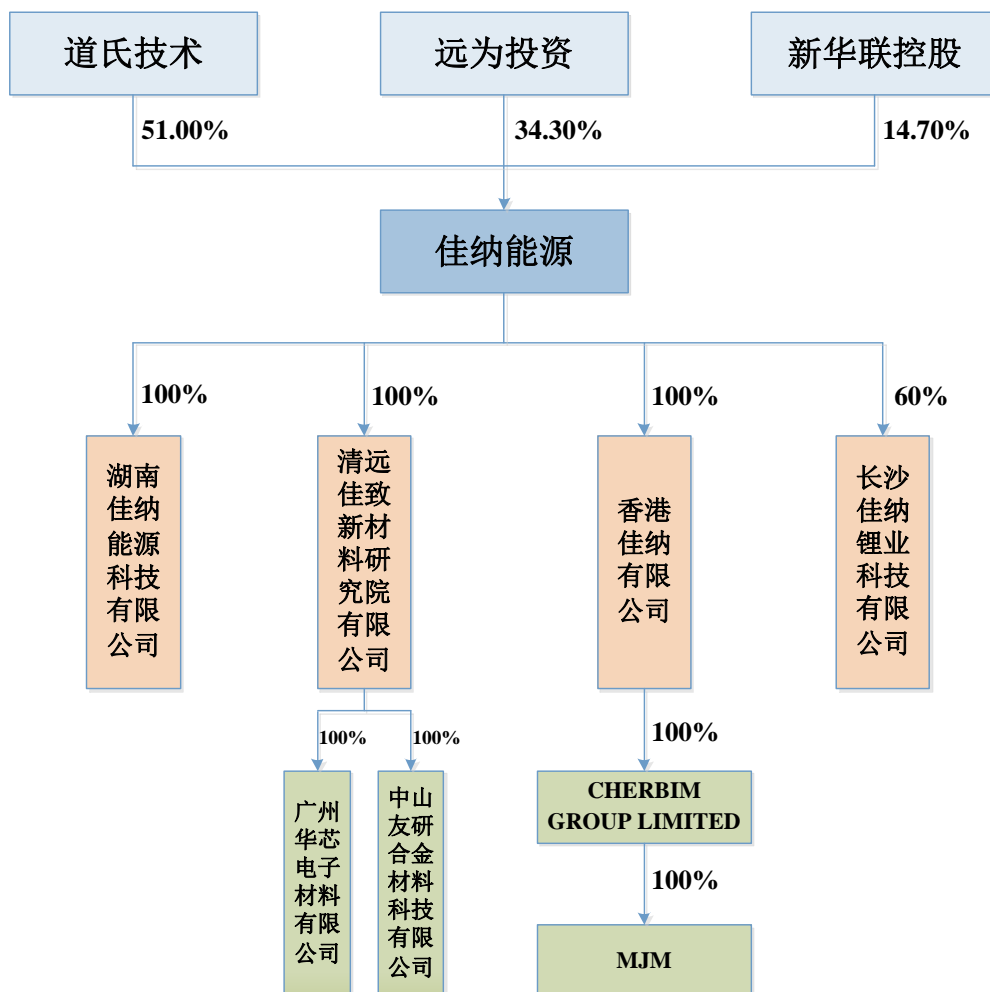 道氏技术
远为投资
新华联控股
51.00%
34.30%
14.70%
佳纳能源
100%
100%
100%
60%
湖南
佳纳
能源
科技
有限
公司
清远
佳致
新材
料研
究院
有限
公司
香港
佳纳
有限
公司
长沙
佳纳
锂业
科技
有限
公司
100%
100%
100%
广州
华芯
电子
材料
有限
公司
中山
友研
合金
材料
科技
有限
公司
CHERBIM
GROUP LIMITED
100%
MJM